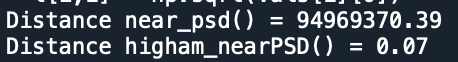 Distance near_psd() = 94969370.39
Distance higham_nearPSD() = 0.07